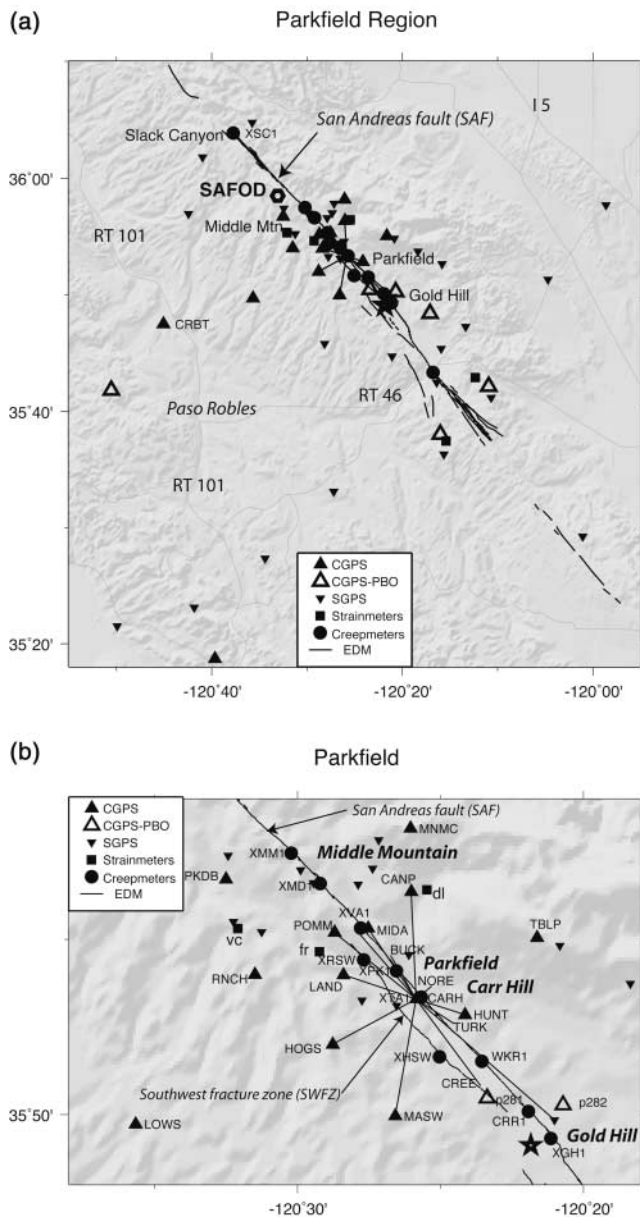 (a)
Parkfield Region
I 5
San Andreas fault (SAF)
Slack Canyon
XSC1
36°00'
SAFOD
RT 101
Middle Mtn
Parkfield
Gold Hill
CRBT
RT 46
35°40'
Paso Robles
RT 101
CGPS
CGPS-PBO
SGPS
Strainmeters
Creepmeters
EDM
35°20'
-120°40'
-120°20'
-120°00'
(b)
Parkfield
CGPS
CGPS-PBO
SGPS
Strainmeters
Creepmeters
EDM
San Andreas fault (SAF)
MNMC
XMM1
Middle Mountain
PKDB
XMD1
CANP
dl
XVA1
MIDA
TBLP
vc
POMM
BUCK
fr
XRSW
Parkfield
XPK1
NORE
Carr Hill
RNCH
LAND
XTA1
CARH
HUNT
TURK
HOGS
XHSW
WKR1
Southwest fracture zone (SWFZ)
CREE
p281
p282
35°50'
LOWS
MASW
CRR1
Gold Hill
XGH1
-120°30'
-120°20'